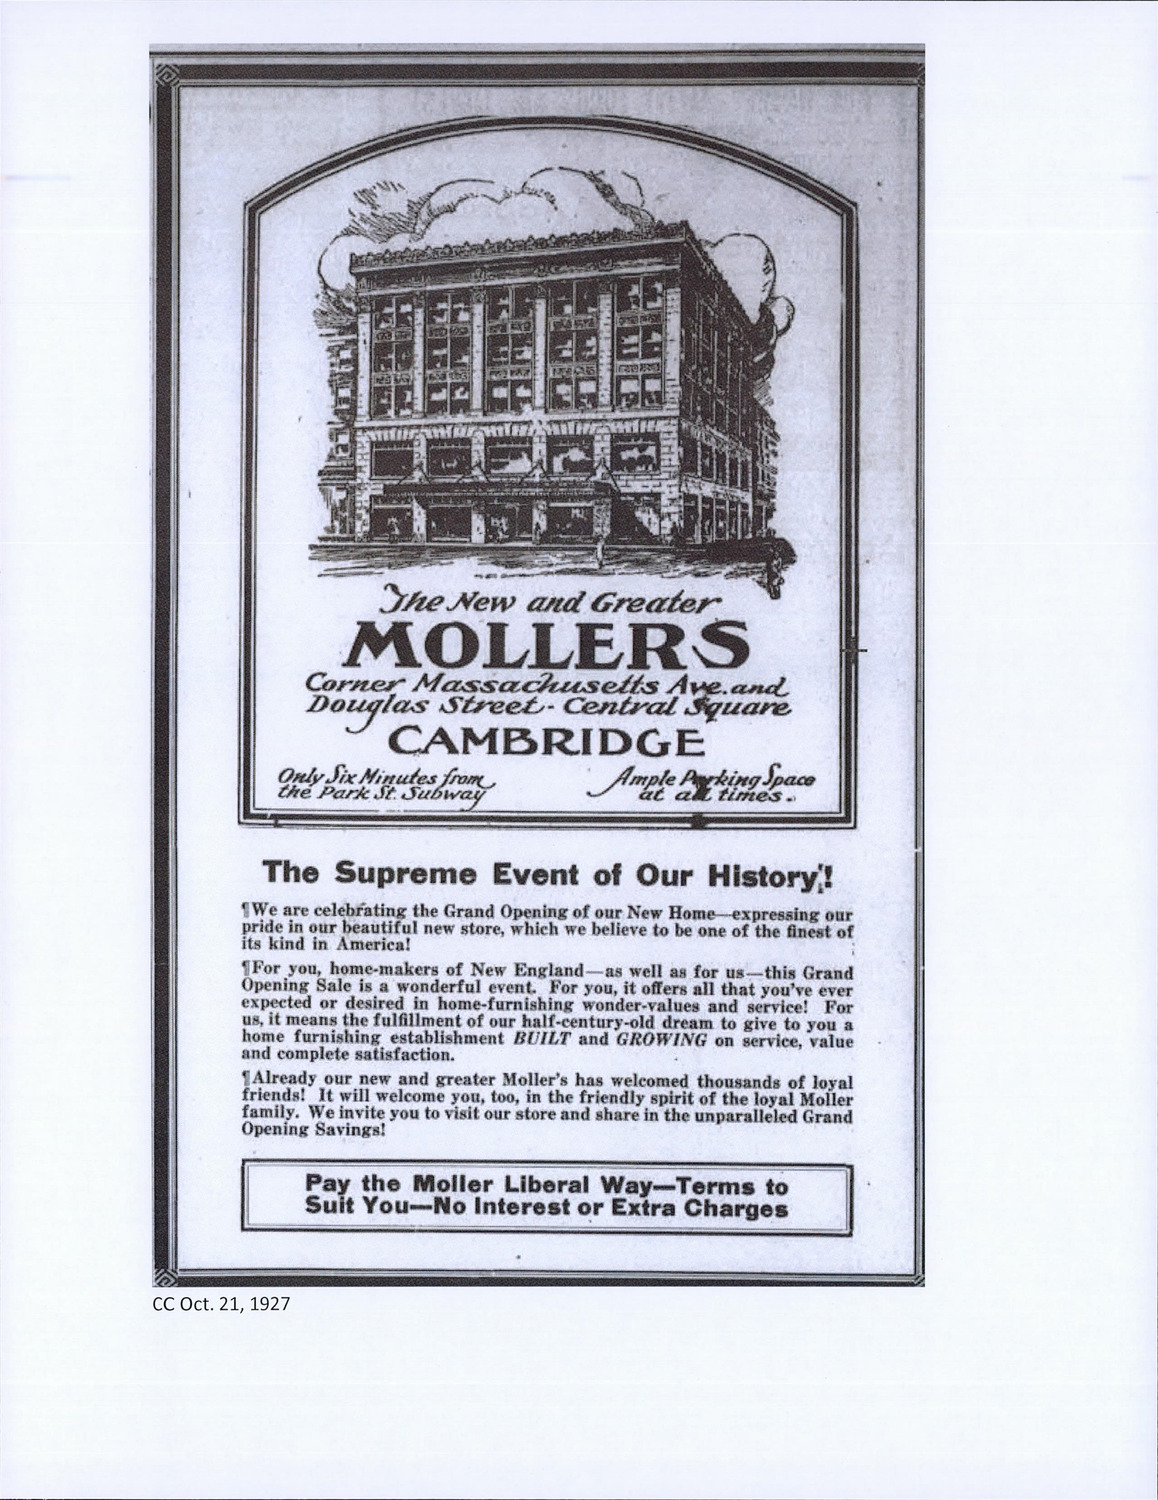 The New and Greater
MOLLERS
Corner Massachusetts Ave. and
Douglas Street - Central Square
CAMBRIDGE
Only Six Minutes from
the Park St. Subway
Ample Parking Space
at all times.
The Supreme Event of Our History!
¶We are celebrating the Grand Opening of our New Home—expressing our
pride in our beautiful new store, which we believe to be one of the finest of
its kind in America!
¶For you, home-makers of New England—as well as for us—this Grand
Opening Sale is a wonderful event. For you, it offers all that you've ever
expected or desired in home-furnishing wonder-values and service! For
us, it means the fulfillment of our half-century-old dream to give to you a
home furnishing establishment BUILT and GROWING on service, value
and complete satisfaction.
¶Already our new and greater Moller's has welcomed thousands of loyal
friends! It will welcome you, too, in the friendly spirit of the loyal Moller
family. We invite you to visit our store and share in the unparalleled Grand
Opening Savings!
Pay the Moller Liberal Way—Terms to
Suit You—No Interest or Extra Charges
CC Oct. 21, 1927